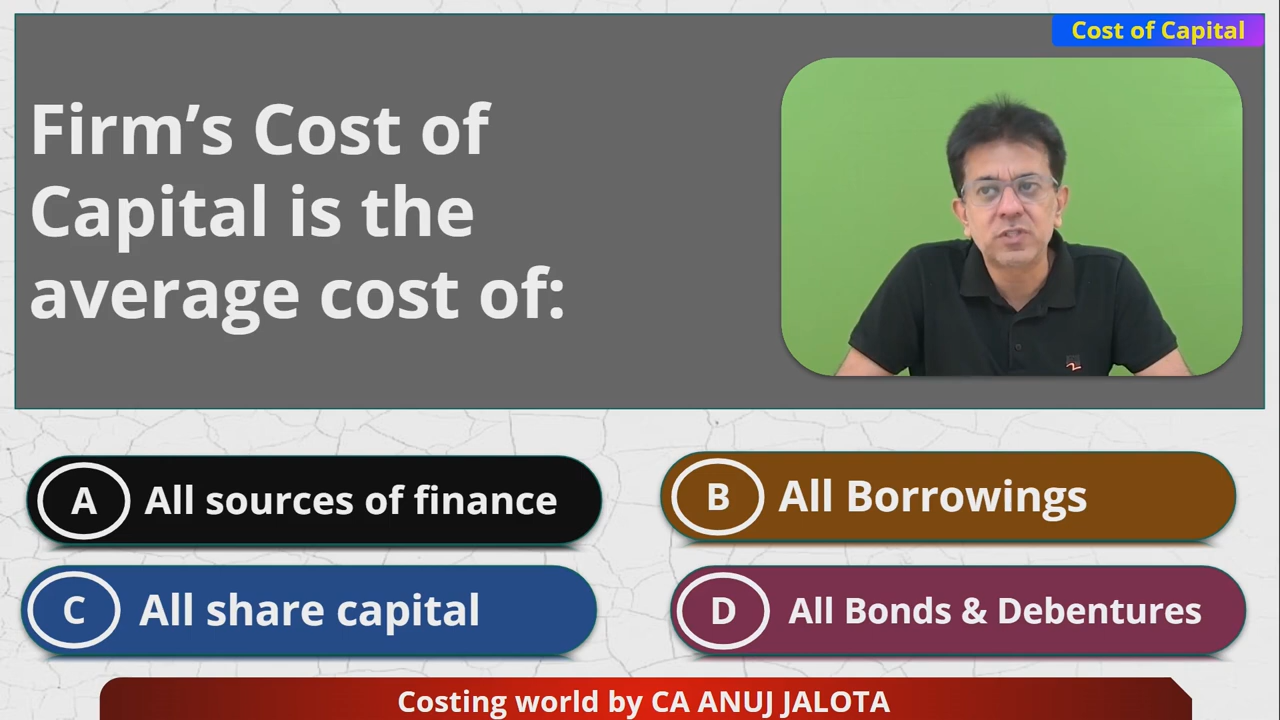 Cost of Capital
Firm’s Cost of
Capital is the
average cost of:
A All sources of finance
B All Borrowings
C All share capital
D All Bonds & Debentures
Costing world by CA ANUJ JALOTA